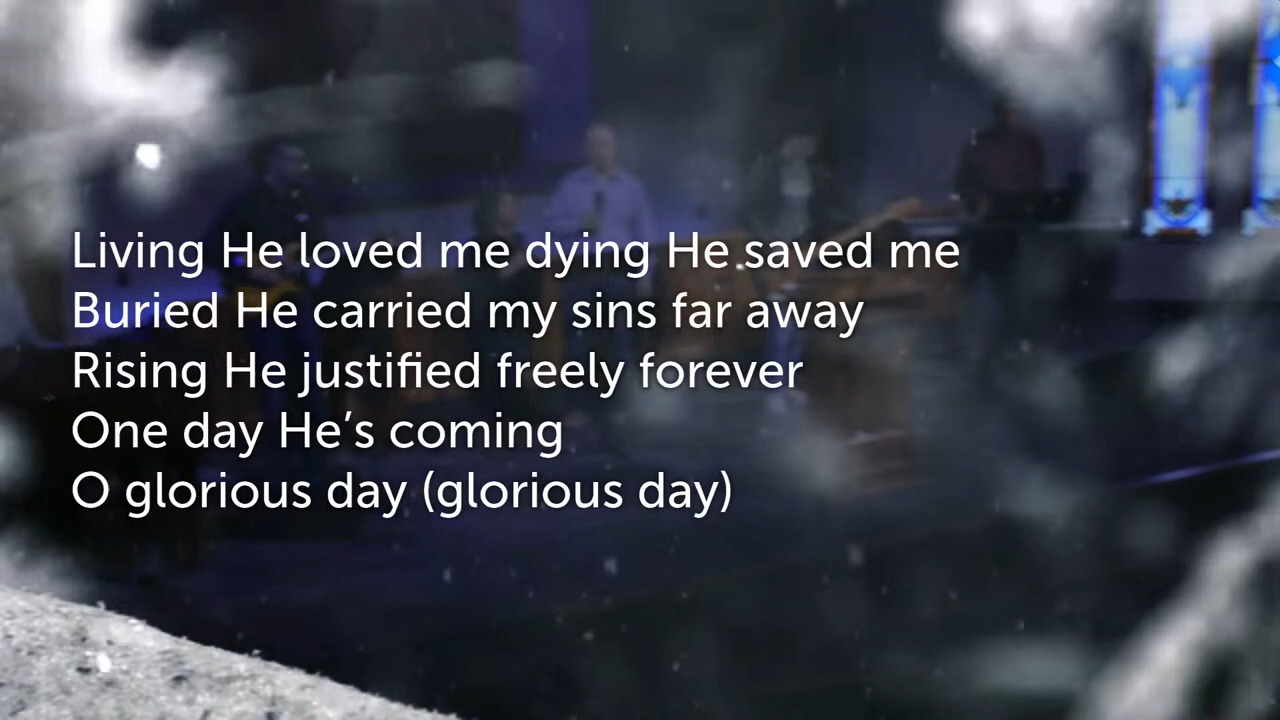 Living He loved me dying He saved me
Buried He carried my sins far away
Rising He justified freely forever
One day He’s coming
O glorious day (glorious day)